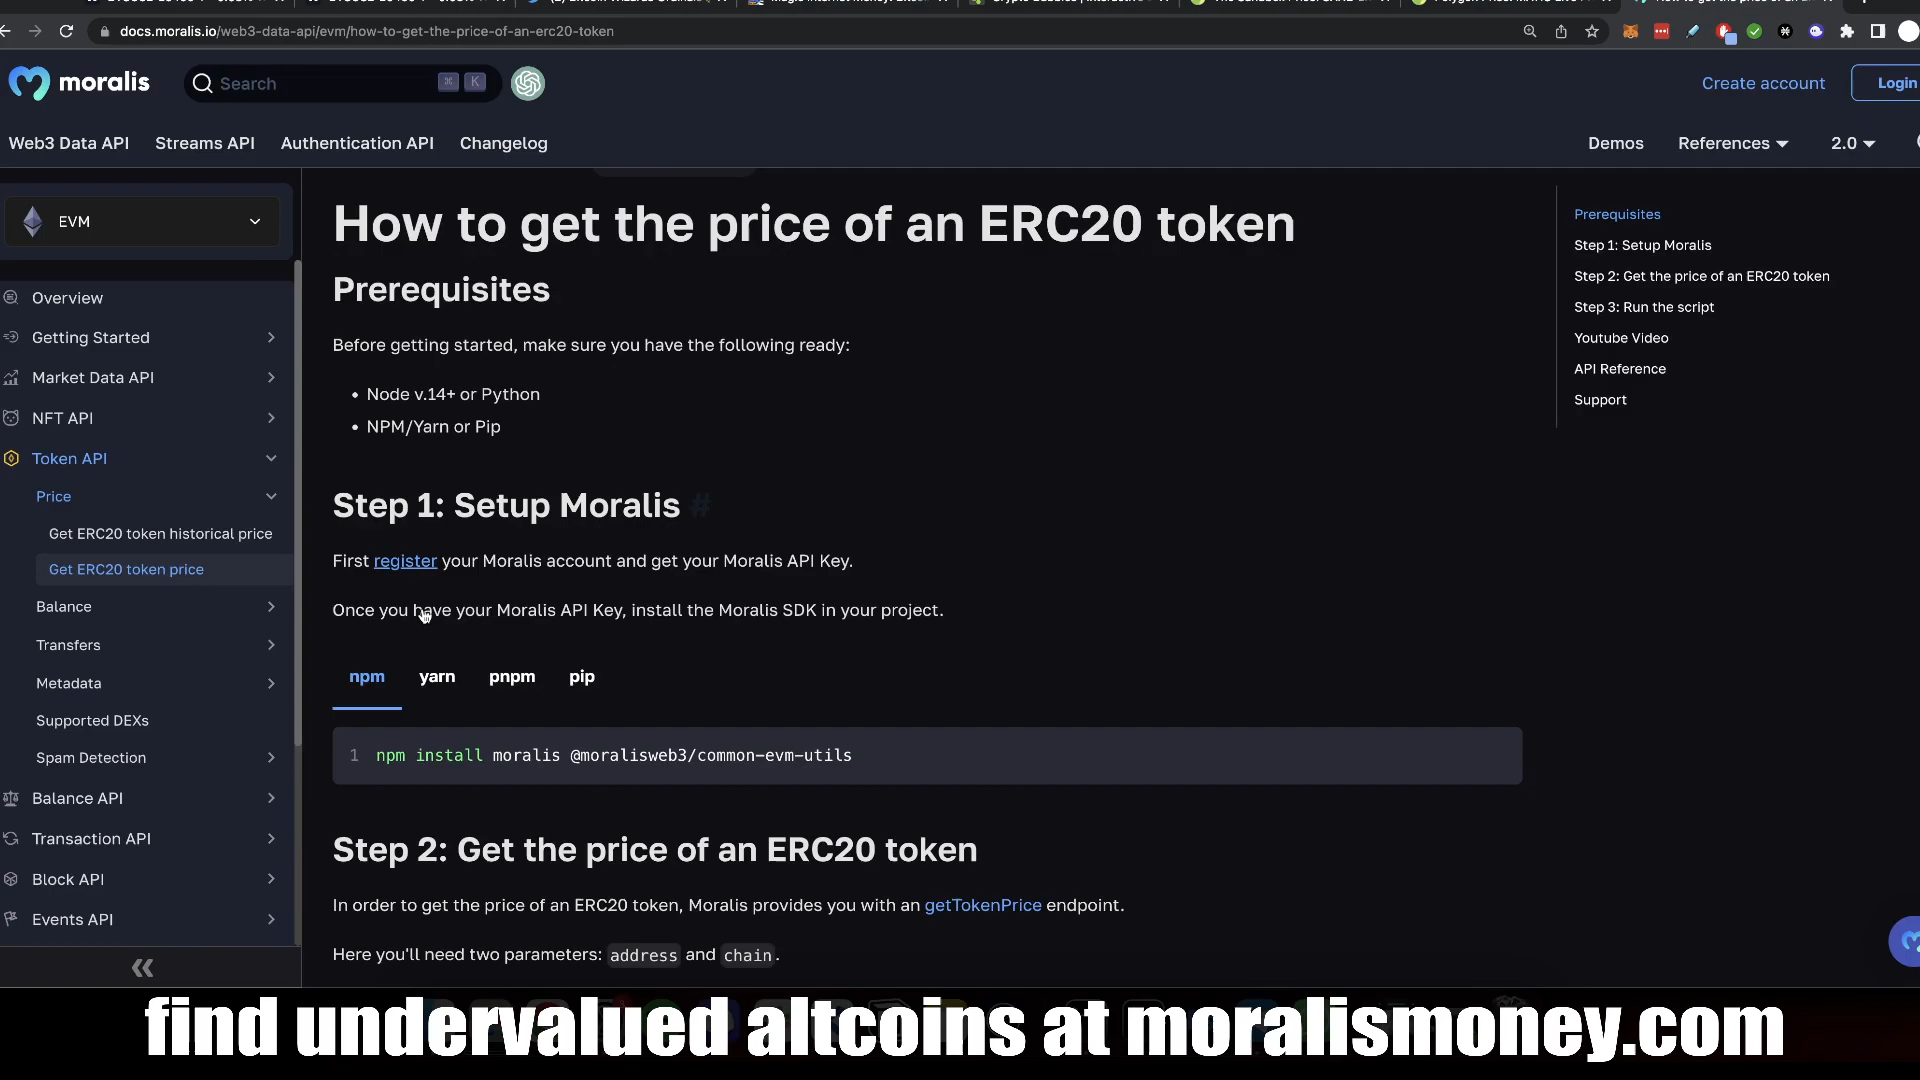 docs.moralis.io/web3-data-api/evm/how-to-get-the-price-of-an-erc20-token
moralis
Search
⌘ K
Create account
Login
Web3 Data API
Streams API
Authentication API
Changelog
Demos
References
2.0
EVM
Overview
Getting Started
Market Data API
NFT API
Token API
Price
Get ERC20 token historical price
Get ERC20 token price
Balance
Transfers
Metadata
Supported DEXs
Spam Detection
Balance API
Transaction API
Block API
Events API
How to get the price of an ERC20 token
Prerequisites
Before getting started, make sure you have the following ready:
• Node v.14+ or Python
• NPM/Yarn or Pip
Step 1: Setup Moralis #
First register your Moralis account and get your Moralis API Key.
Once you have your Moralis API Key, install the Moralis SDK in your project.
npm yarn pnpm pip
1 npm install moralis @moralisweb3/common-evm-utils
Step 2: Get the price of an ERC20 token
In order to get the price of an ERC20 token, Moralis provides you with an getTokenPrice endpoint.
Here you'll need two parameters: address and chain.
Prerequisites
Step 1: Setup Moralis
Step 2: Get the price of an ERC20 token
Step 3: Run the script
Youtube Video
API Reference
Support
find undervalued altcoins at moralismoney.com